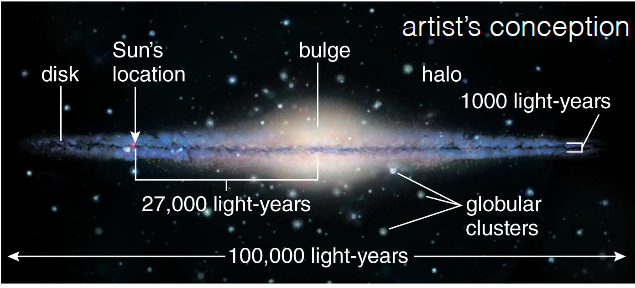 artist's conception
Sun's
location
bulge
disk
halo
1000 light-years
27,000 light-years
globular
clusters
100,000 light-years